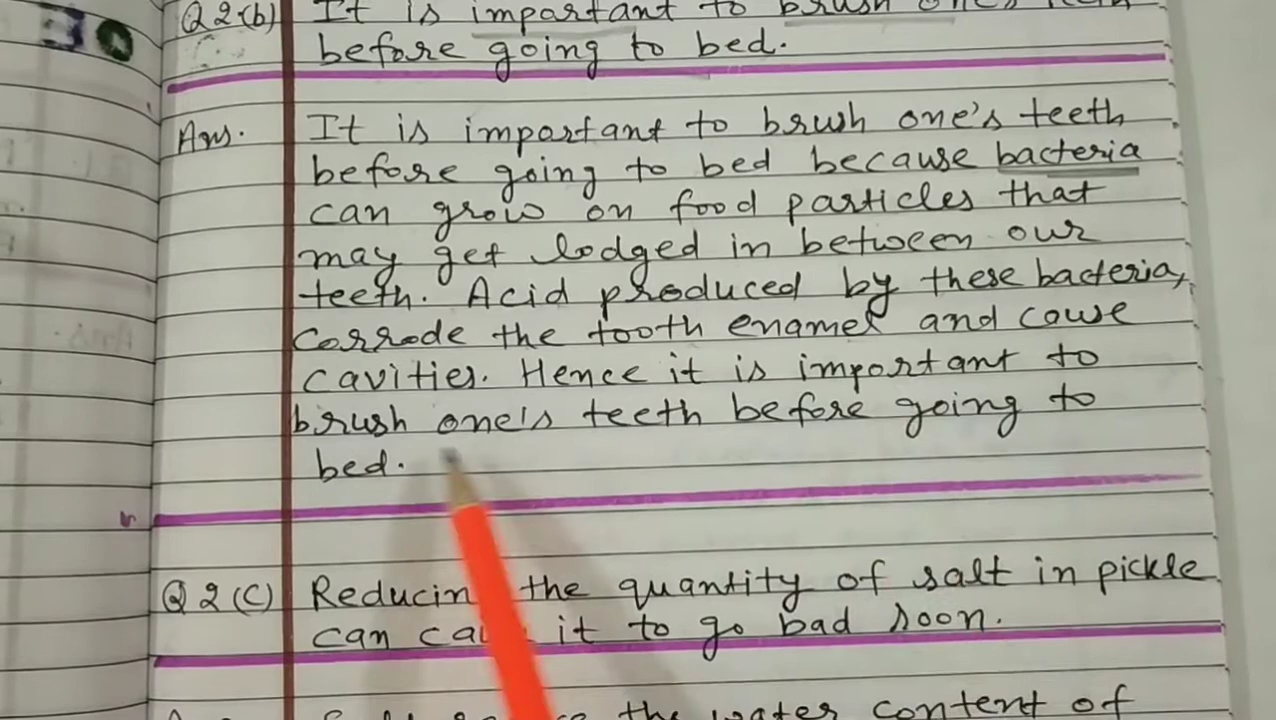 Q2(b) It is important to brush one's
before going to bed.
Ans. It is important to brush one's teeth
before going to bed because bacteria
can grow on food particles that
may get lodged in between our
teeth. Acid produced by these bacteria,
corrode the tooth enamel and cause
cavities. Hence it is important to
brush one's teeth before going to
bed.
Q2(C) Reducin the quantity of salt in pickle
can it to go bad soon.
the water content of